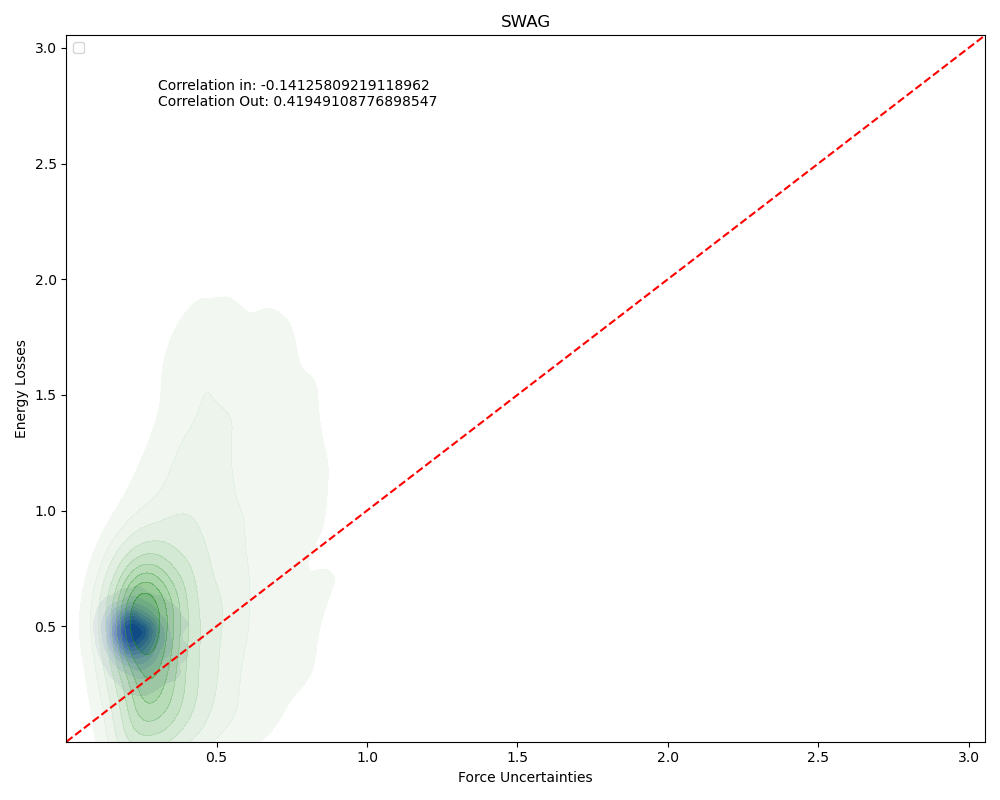 SWAG
3.0
Correlation in: -0.14125809219118962
Correlation Out: 0.41949108776898547
2.5
2.0
1.5
1.0
0.5
Energy Losses
0.5 1.0 1.5 2.0 2.5 3.0
Force Uncertainties